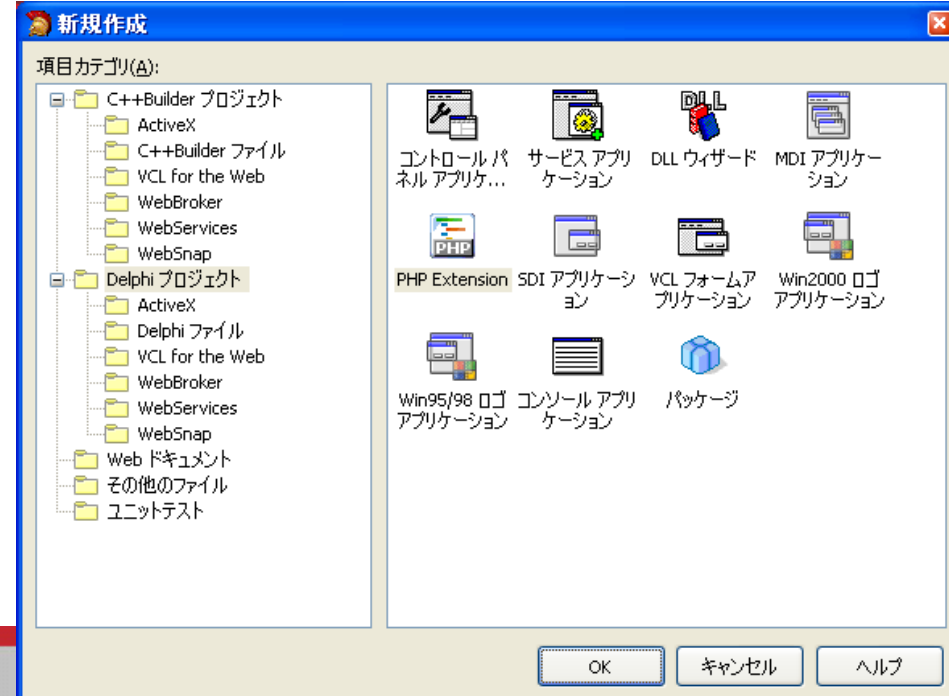 新規作成
項目カテゴリ(A):
C++Builder プロジェクト
ActiveX
C++Builder ファイル
VCL for the Web
WebBroker
WebServices
WebSnap
Delphi プロジェクト
ActiveX
Delphi ファイル
VCL for the Web
WebBroker
WebServices
WebSnap
Web ドキュメント
その他のファイル
ユニットテスト
コントロール パ
ネル アプリケ...
サービス アプリ
ケーション
DLL
DLL ウィザード
MDI アプリケー
ション
PHP
PHP Extension
SDI アプリケーシ
ョン
VCL フォームア
プリケーション
Win2000 ロゴ
アプリケーション
Win95/98 ロゴ
アプリケーション
コンソール アプリ
ケーション
パッケージ
OK
キャンセル
ヘルプ